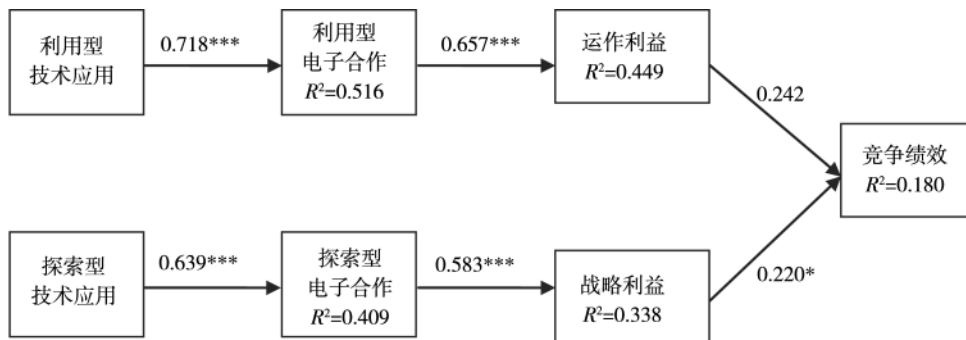 利用型
技术应用
0.718***
利用型
电子合作
R²=0.516
0.657***
运作利益
R²=0.449
0.242
竞争绩效
R²=0.180
探索型
技术应用
0.639***
探索型
电子合作
R²=0.409
0.583***
战略利益
R²=0.338
0.220*